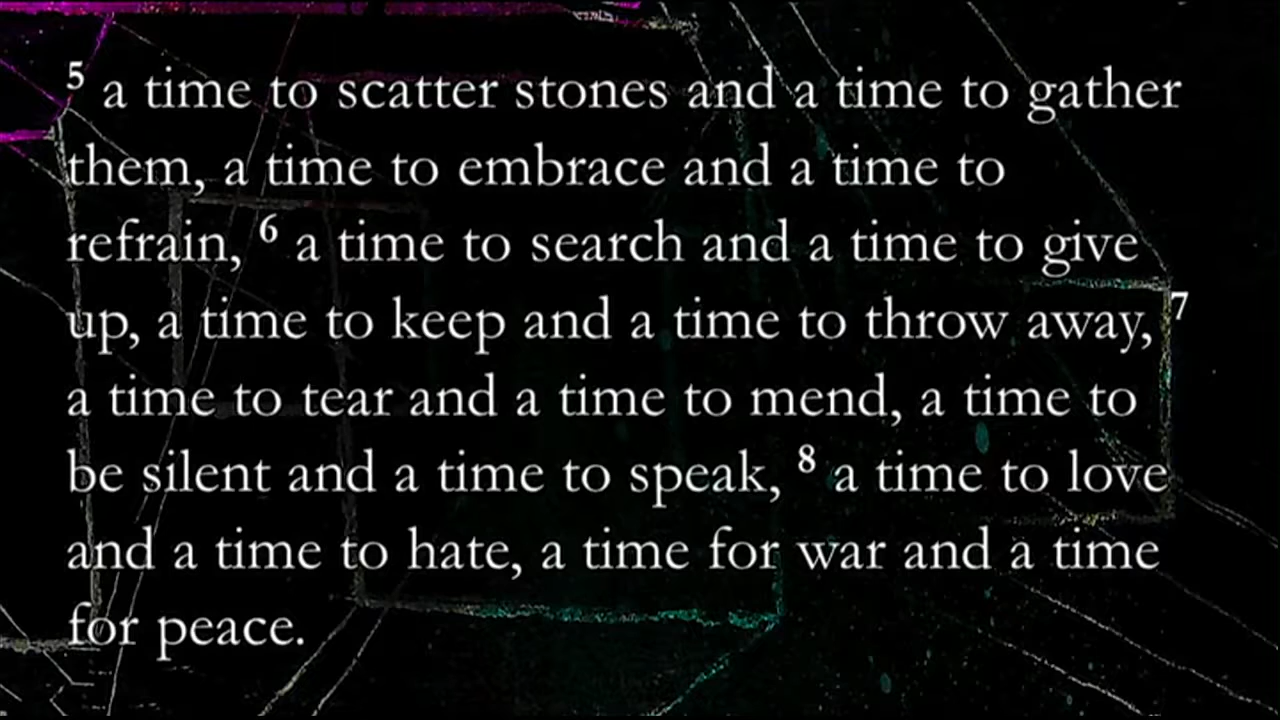 5 a time to scatter stones and a time to gather
them, a time to embrace and a time to
refrain, 6 a time to search and a time to give
up, a time to keep and a time to throw away, 7
a time to tear and a time to mend, a time to
be silent and a time to speak, 8 a time to love
and a time to hate, a time for war and a time
for peace.